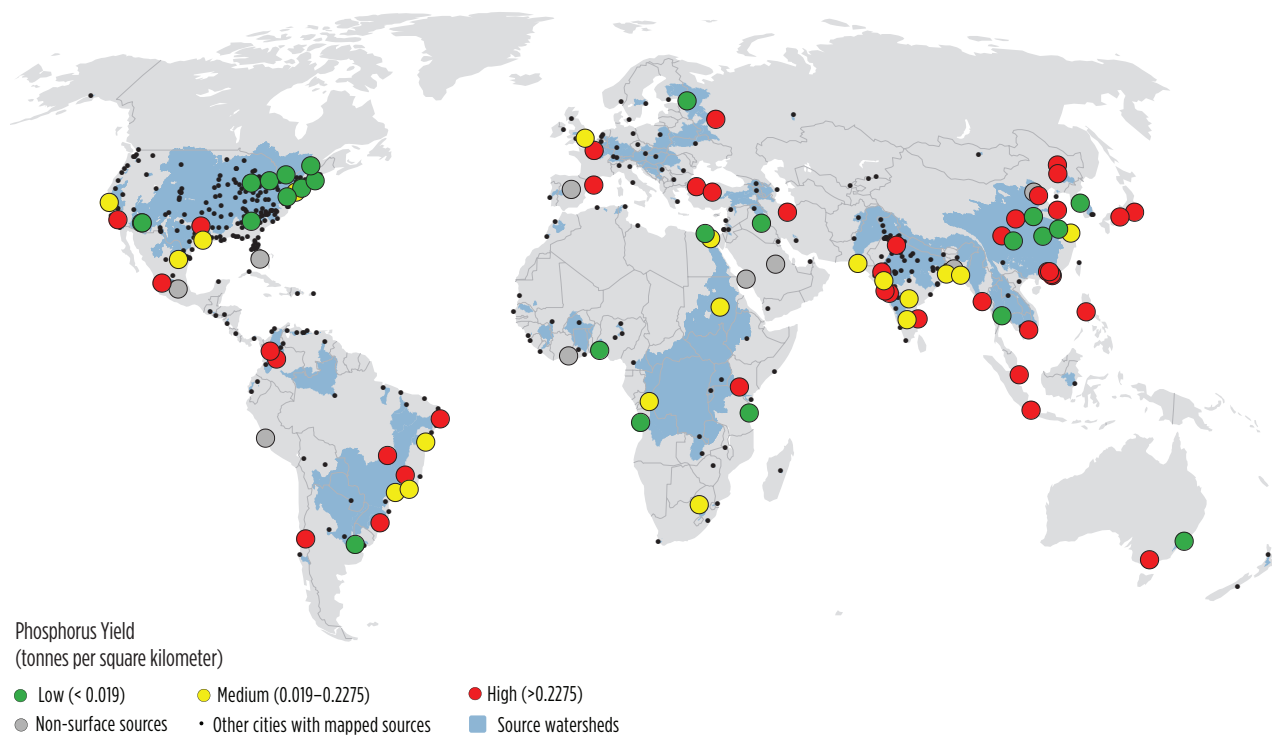 Phosphorus Yield
(tonnes per square kilometer)
Low (< 0.019)
Medium (0.019–0.2275)
High (>0.2275)
Non-surface sources
Other cities with mapped sources
Source watersheds